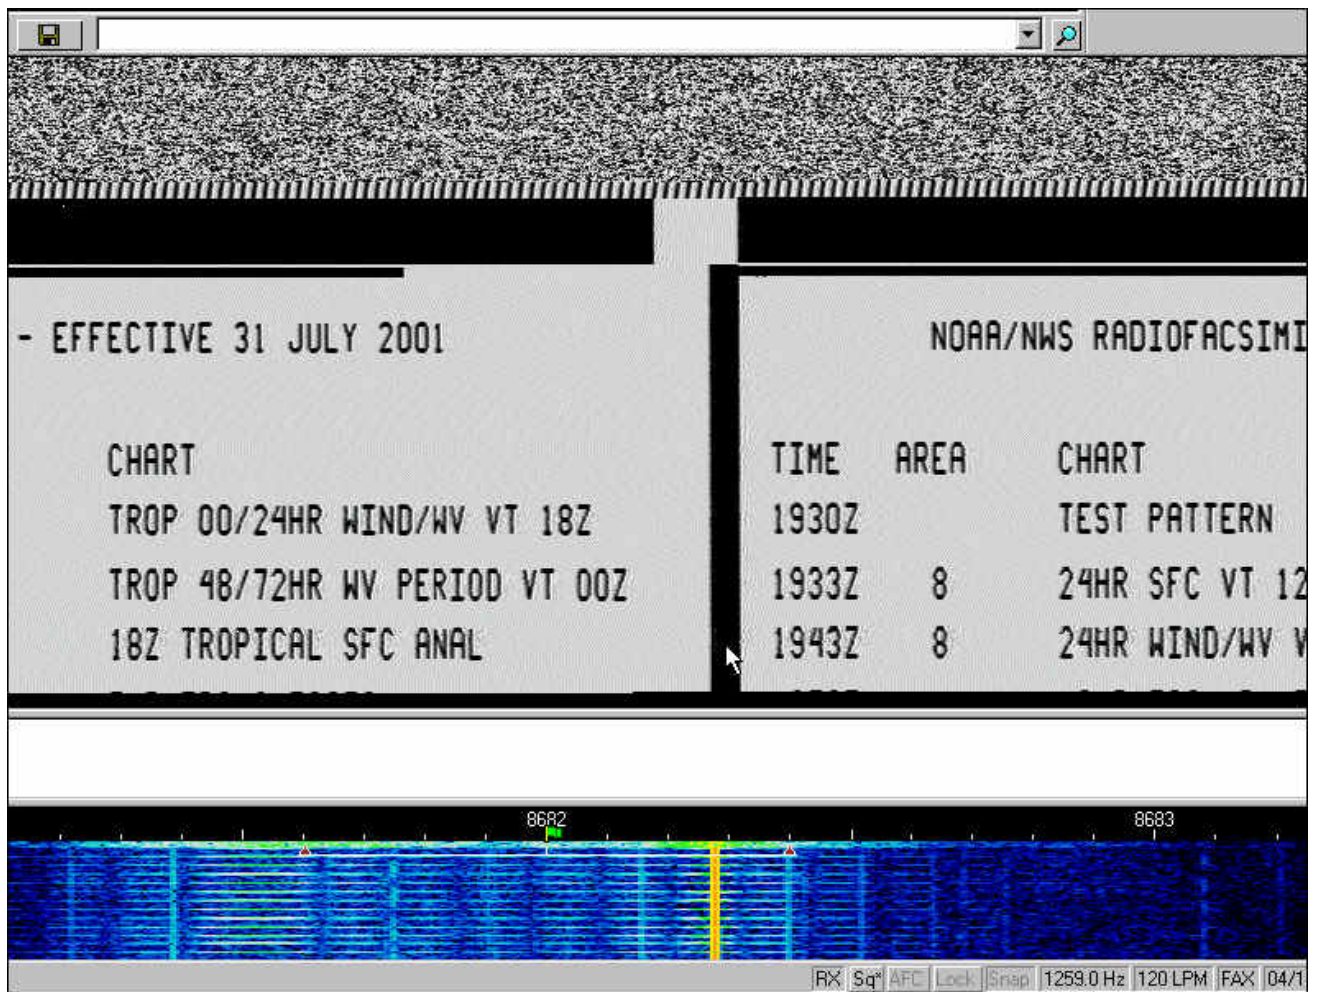 - EFFECTIVE 31 JULY 2001
NOAA/NWS RADIOFACSIMI
CHART
TIME AREA CHART
TROP 00/24HR WIND/WV VT 18Z
1930Z TEST PATTERN
TROP 48/72HR WV PERIOD VT 00Z
1933Z 8 24HR SFC VT 12
18Z TROPICAL SFC ANAL
1943Z 8 24HR WIND/WV V
8682 8683
RX Sq* AFC Lock Snap 1259.0 Hz 120 LPM FAX 04/1